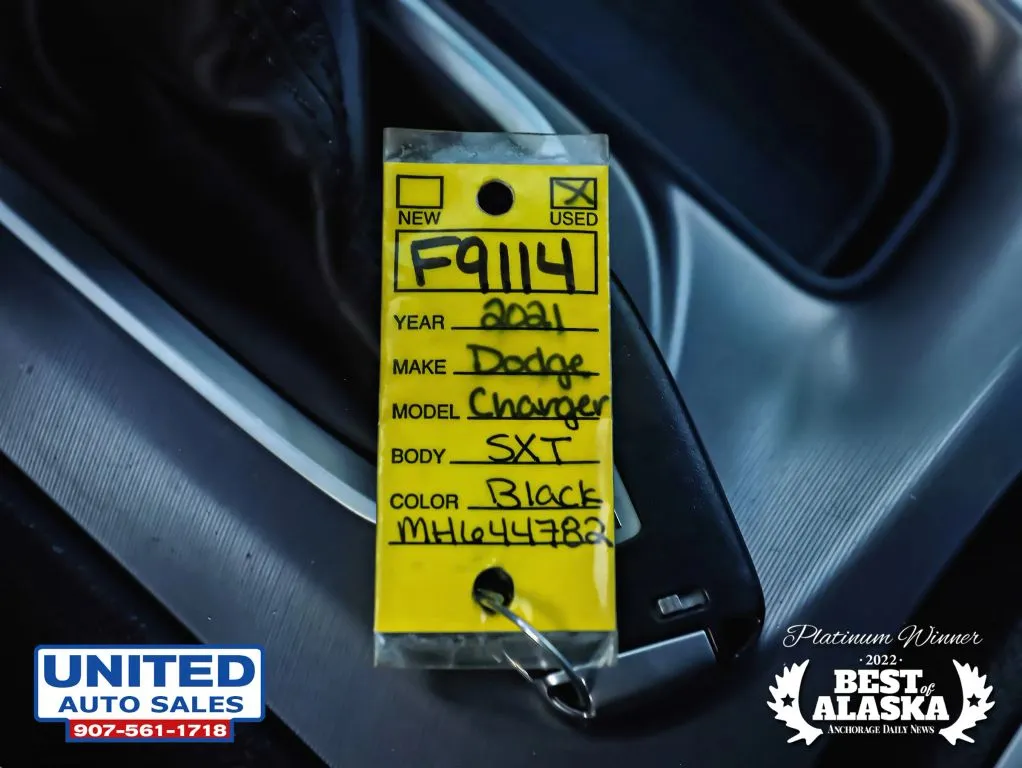 NEW USED
F9114
YEAR 2021
MAKE Dodge
MODEL Charger
BODY SXT
COLOR Black
MH644782
UNITED
AUTO SALES
907-561-1718
Platinum Winner
·2022·
BEST of
ALASKA
ANCHORAGE DAILY NEWS